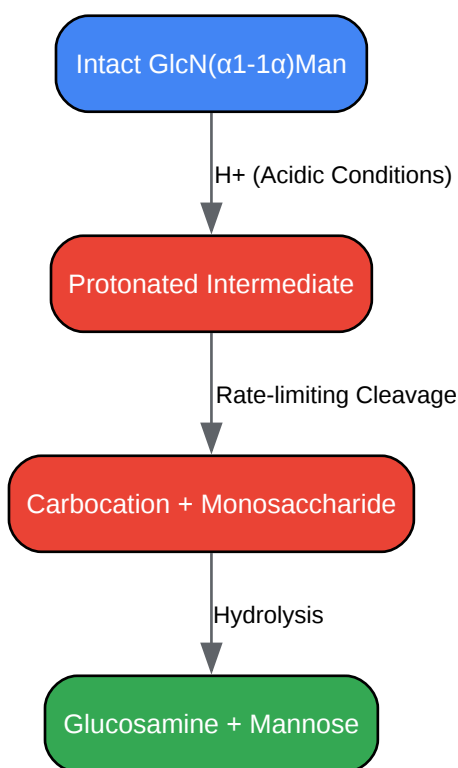 Intact GlcN(α1-1α)Man
H+ (Acidic Conditions)
Protonated Intermediate
Rate-limiting Cleavage
Carbocation + Monosaccharide
Hydrolysis
Glucosamine + Mannose